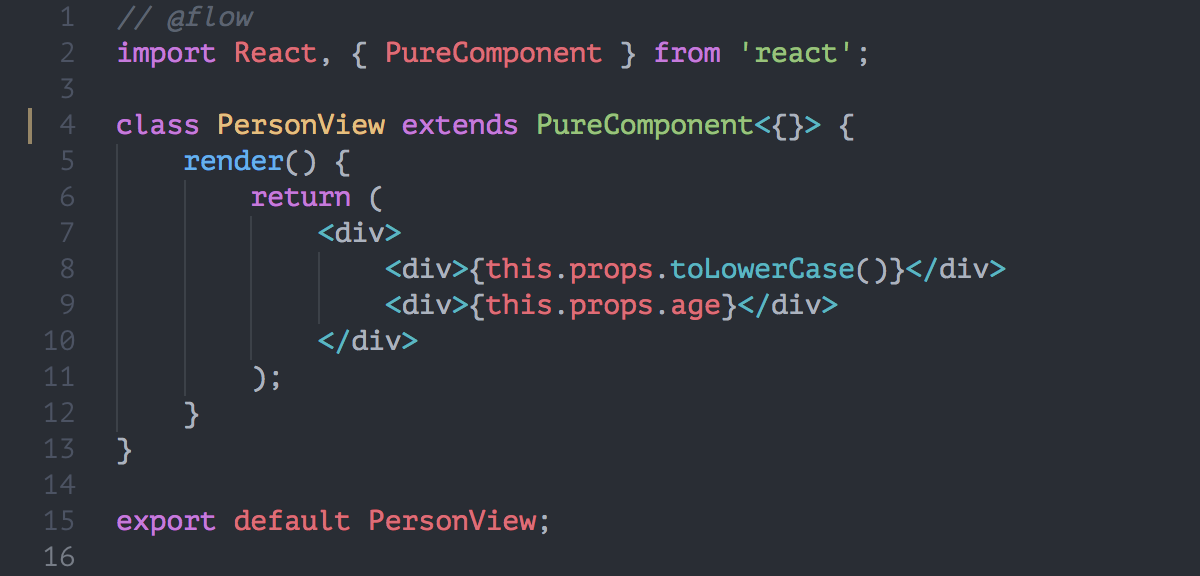 1 // @flow
2 import React, { PureComponent } from 'react';
3
4 class PersonView extends PureComponent<{}> {
5     render() {
6         return (
7             <div>
8                 <div>{this.props.toLowerCase()}</div>
9                 <div>{this.props.age}</div>
10             </div>
11         );
12     }
13 }
14
15 export default PersonView;
16